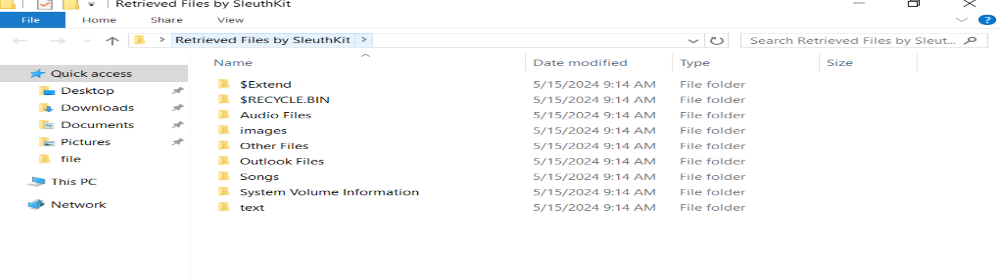 Retrieved Files by SleuthKit
File Home Share View ?
> Retrieved Files by SleuthKit > Search Retrieved Files by Sleut...
Name Date modified Type Size
Quick access
Desktop
Downloads
Documents
Pictures
file
This PC
Network
$Extend 5/15/2024 9:14 AM File folder
$RECYCLE.BIN 5/15/2024 9:14 AM File folder
Audio Files 5/15/2024 9:14 AM File folder
images 5/15/2024 9:14 AM File folder
Other Files 5/15/2024 9:14 AM File folder
Outlook Files 5/15/2024 9:14 AM File folder
Songs 5/15/2024 9:14 AM File folder
System Volume Information 5/15/2024 9:14 AM File folder
text 5/15/2024 9:14 AM File folder